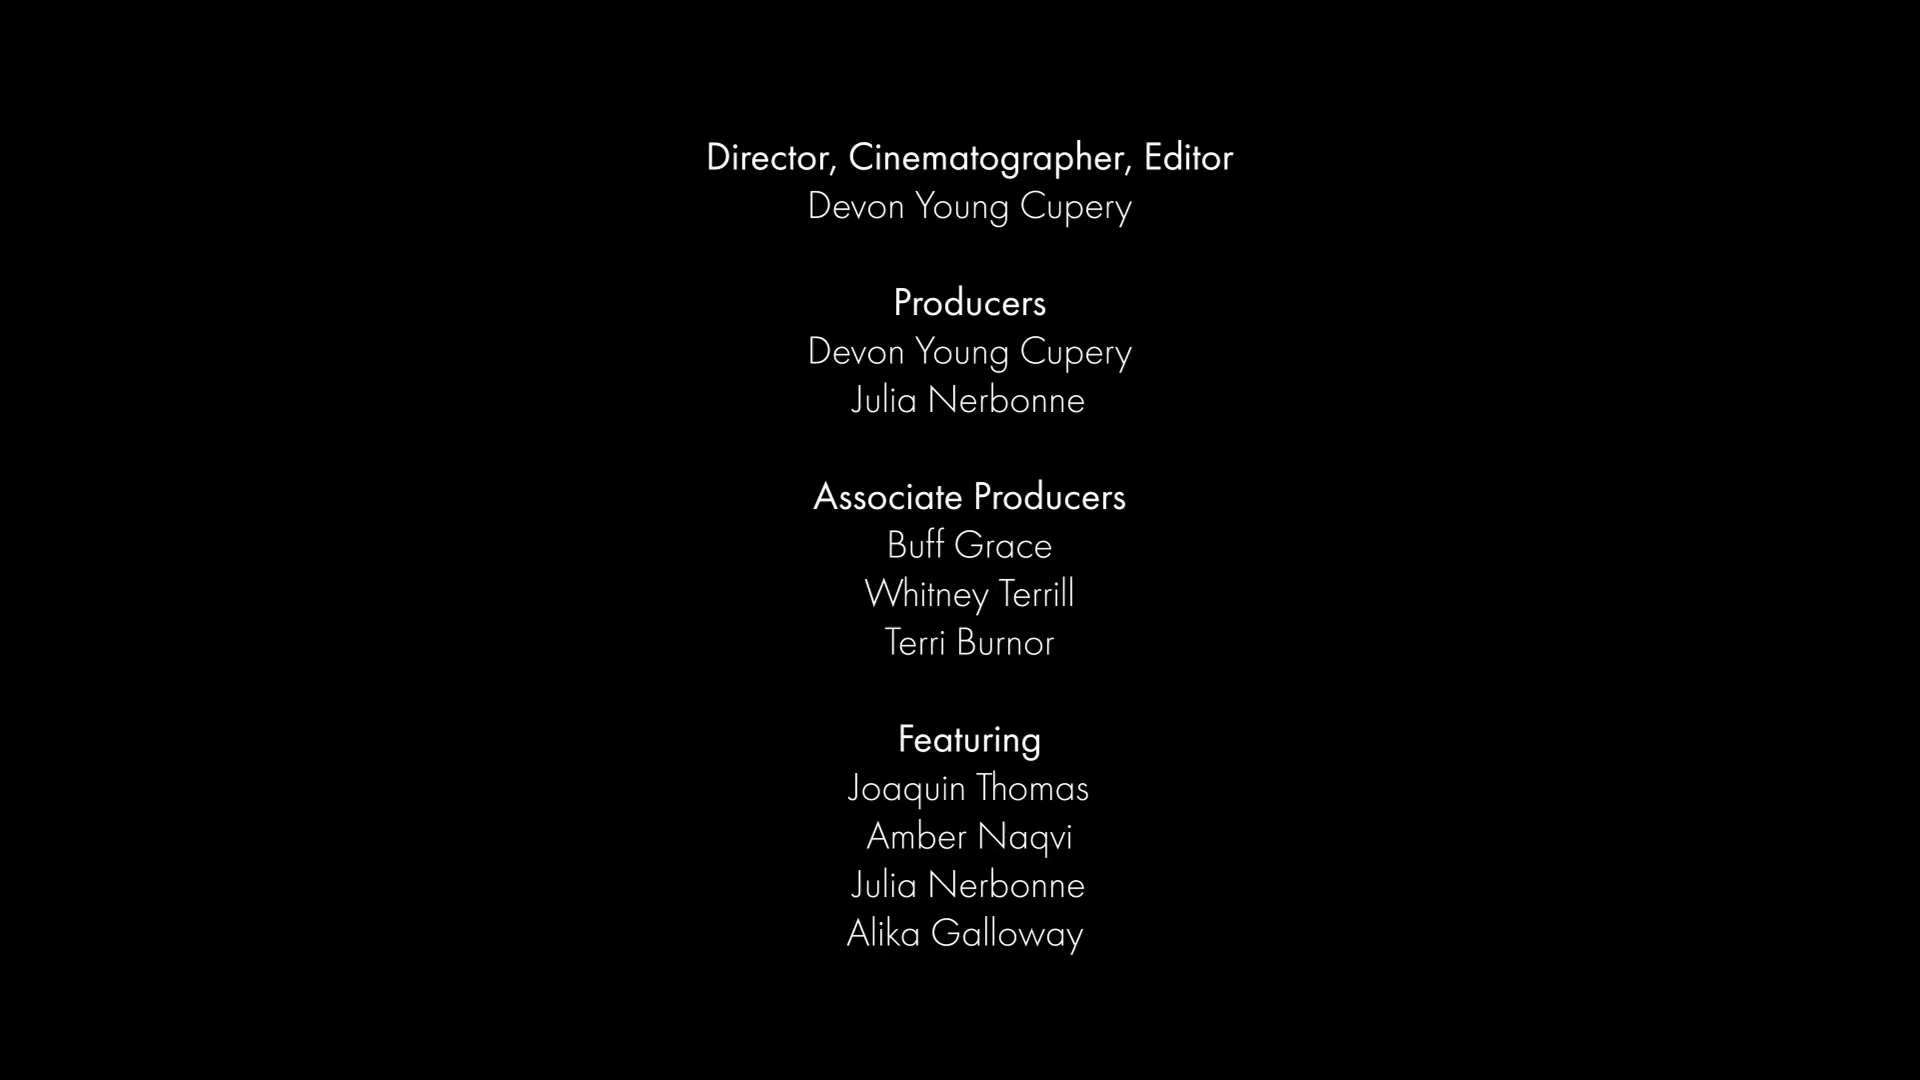 Director, Cinematographer, Editor
Devon Young Cupery
Producers
Devon Young Cupery
Julia Nerbonne
Associate Producers
Buff Grace
Whitney Terrill
Terri Burnor
Featuring
Joaquin Thomas
Amber Naqvi
Julia Nerbonne
Alika Galloway